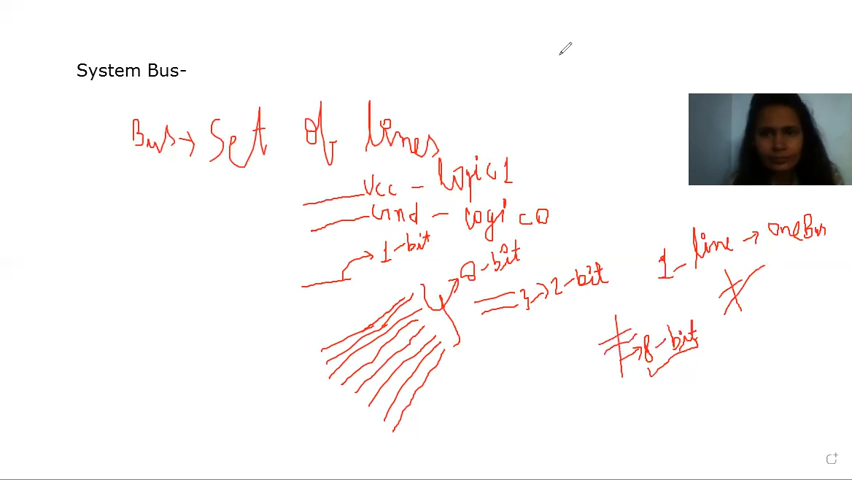 System Bus-
Bus → Set of lines
Vcc - logic 1
Gnd - logic 0
1-bit
8-bit
→ 2-bit
1-line → one Bus
→ 8-bit